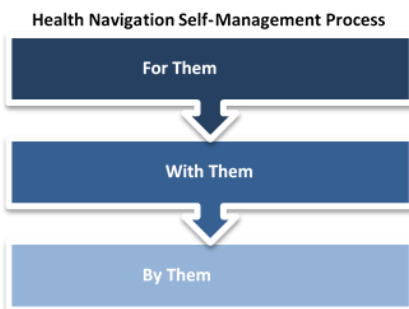 Health Navigation Self-Management Process
For Them
With Them
By Them